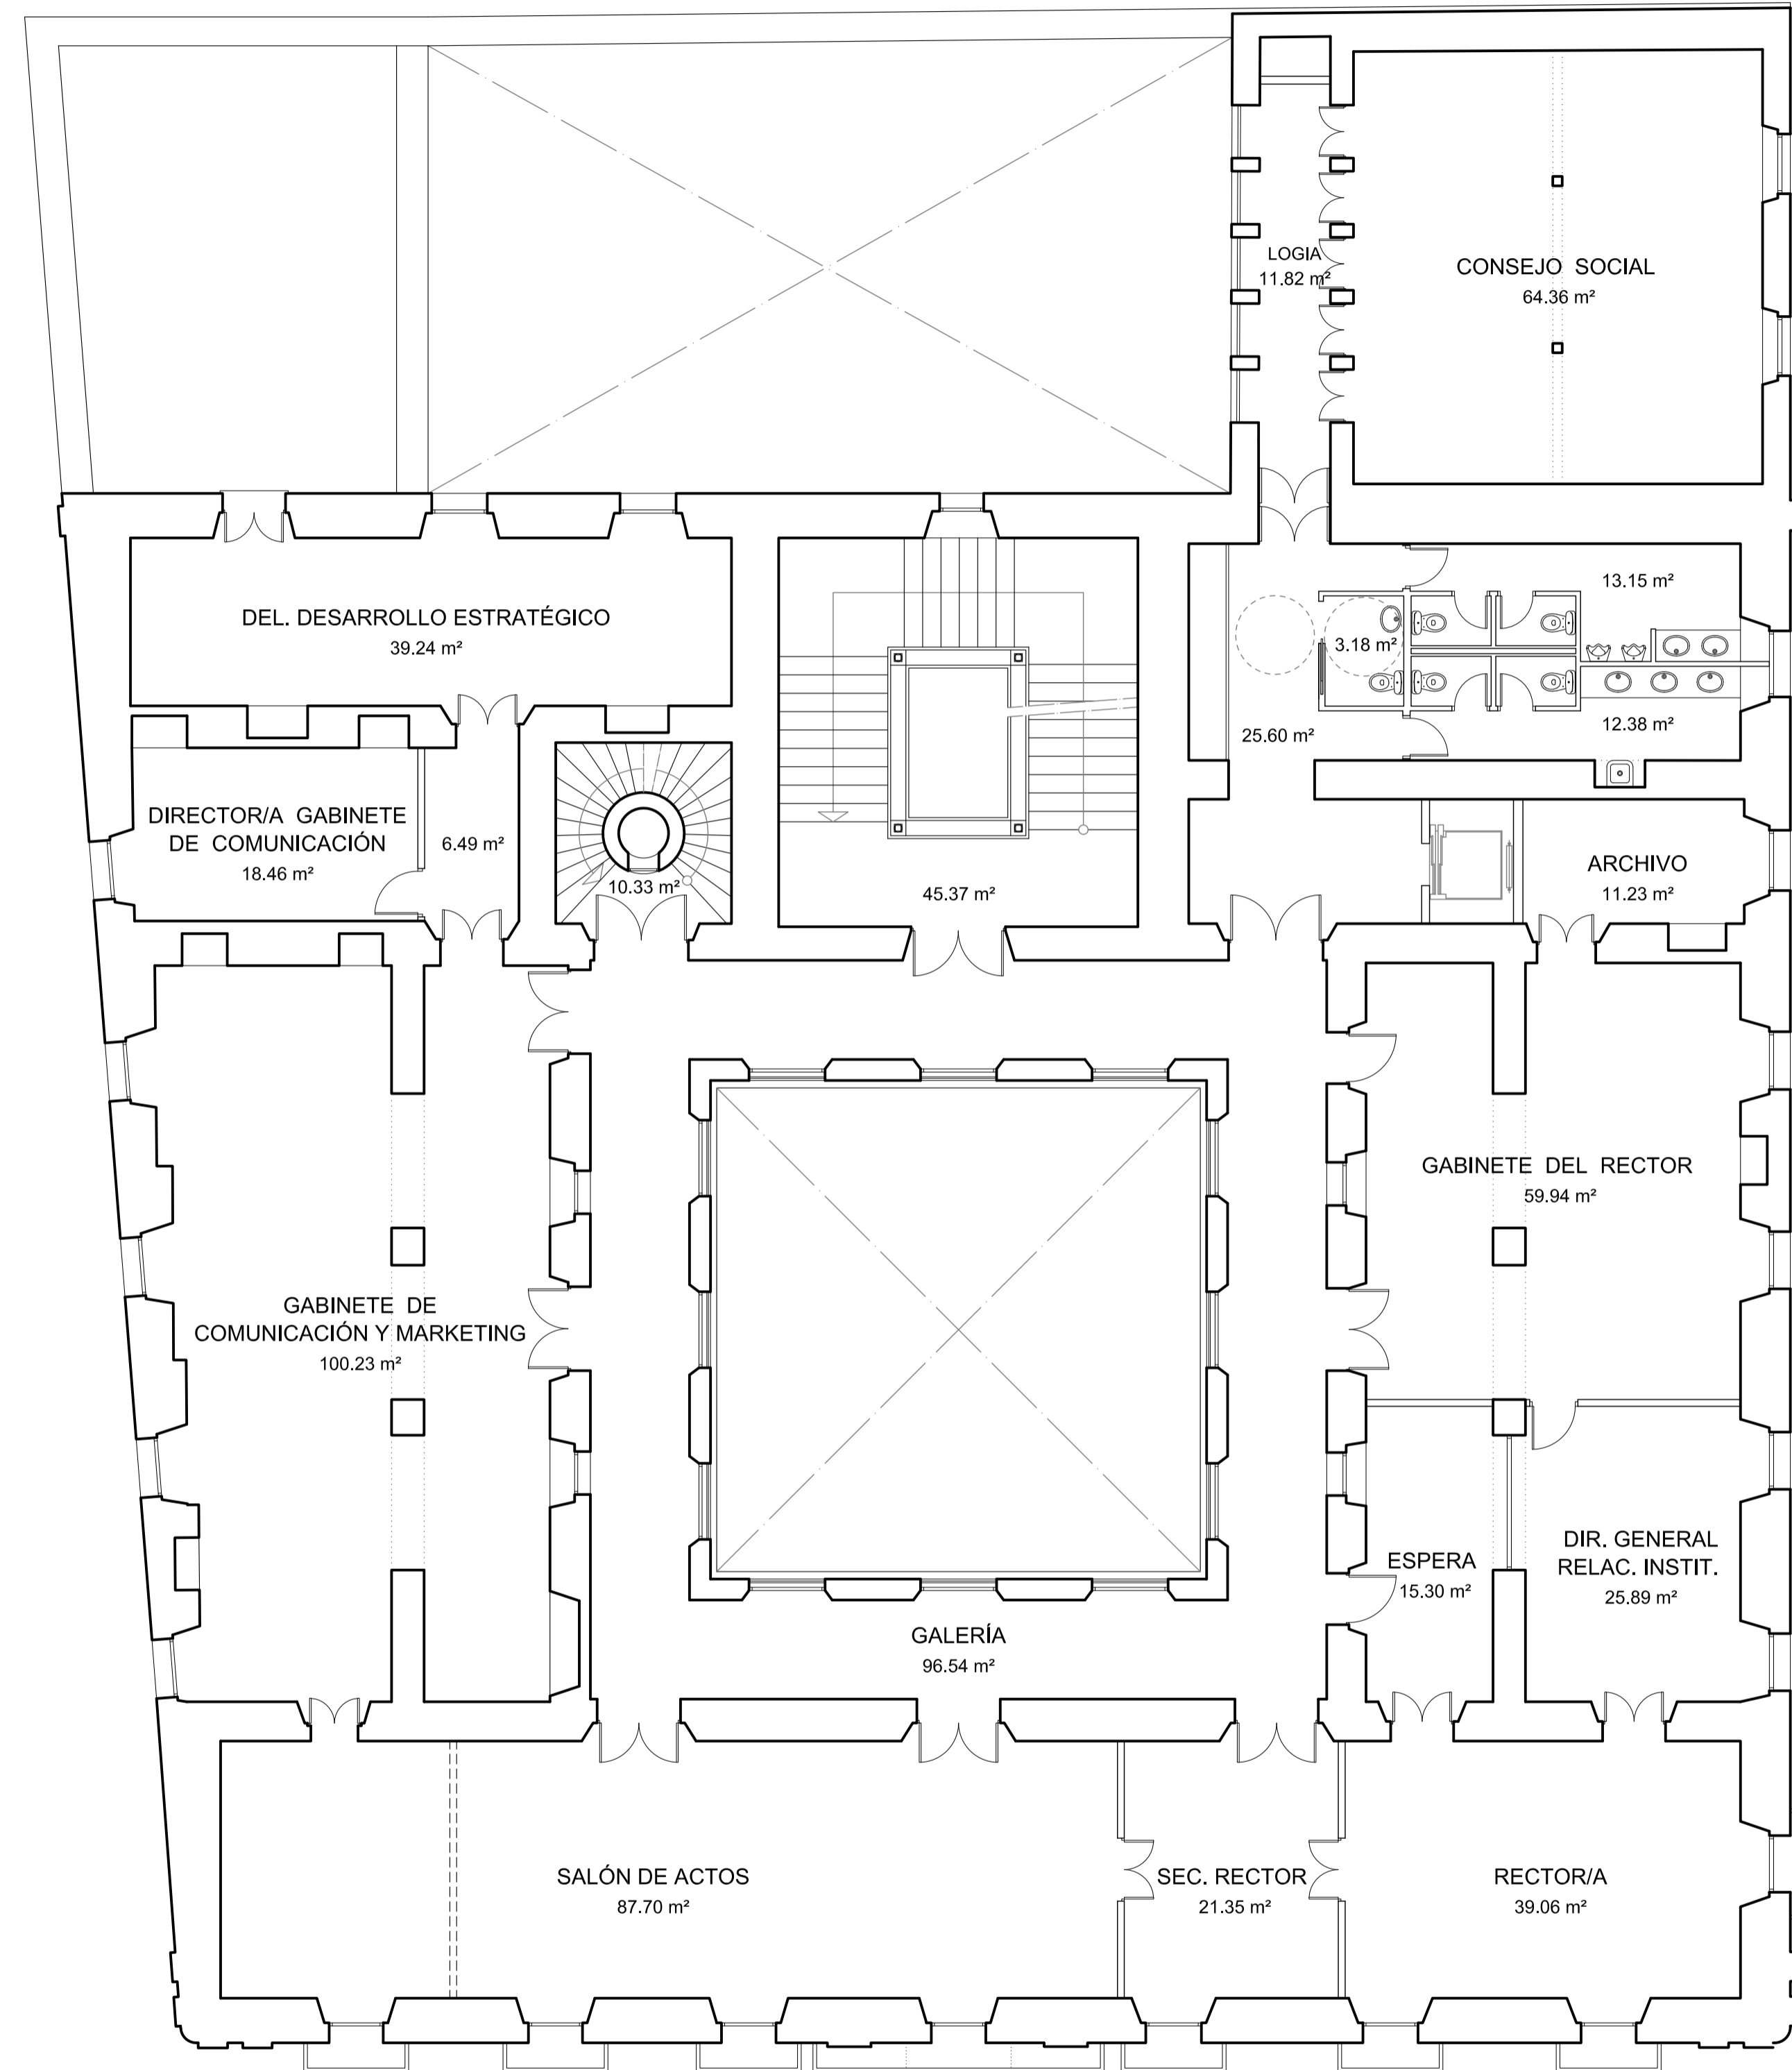 LOGIA
11.82 m²
CONSEJO SOCIAL
64.36 m²
DEL. DESARROLLO ESTRATÉGICO
39.24 m²
13.15 m²
3.18 m²
25.60 m²
12.38 m²
DIRECTOR/A GABINETE
DE COMUNICACIÓN
18.46 m²
6.49 m²
10.33 m²
45.37 m²
ARCHIVO
11.23 m²
GABINETE DEL RECTOR
59.94 m²
GABINETE DE
COMUNICACIÓN Y MARKETING
100.23 m²
ESPERA
15.30 m²
DIR. GENERAL
RELAC. INSTIT.
25.89 m²
GALERÍA
96.54 m²
SALÓN DE ACTOS
87.70 m²
SEC. RECTOR
21.35 m²
RECTOR/A
39.06 m²